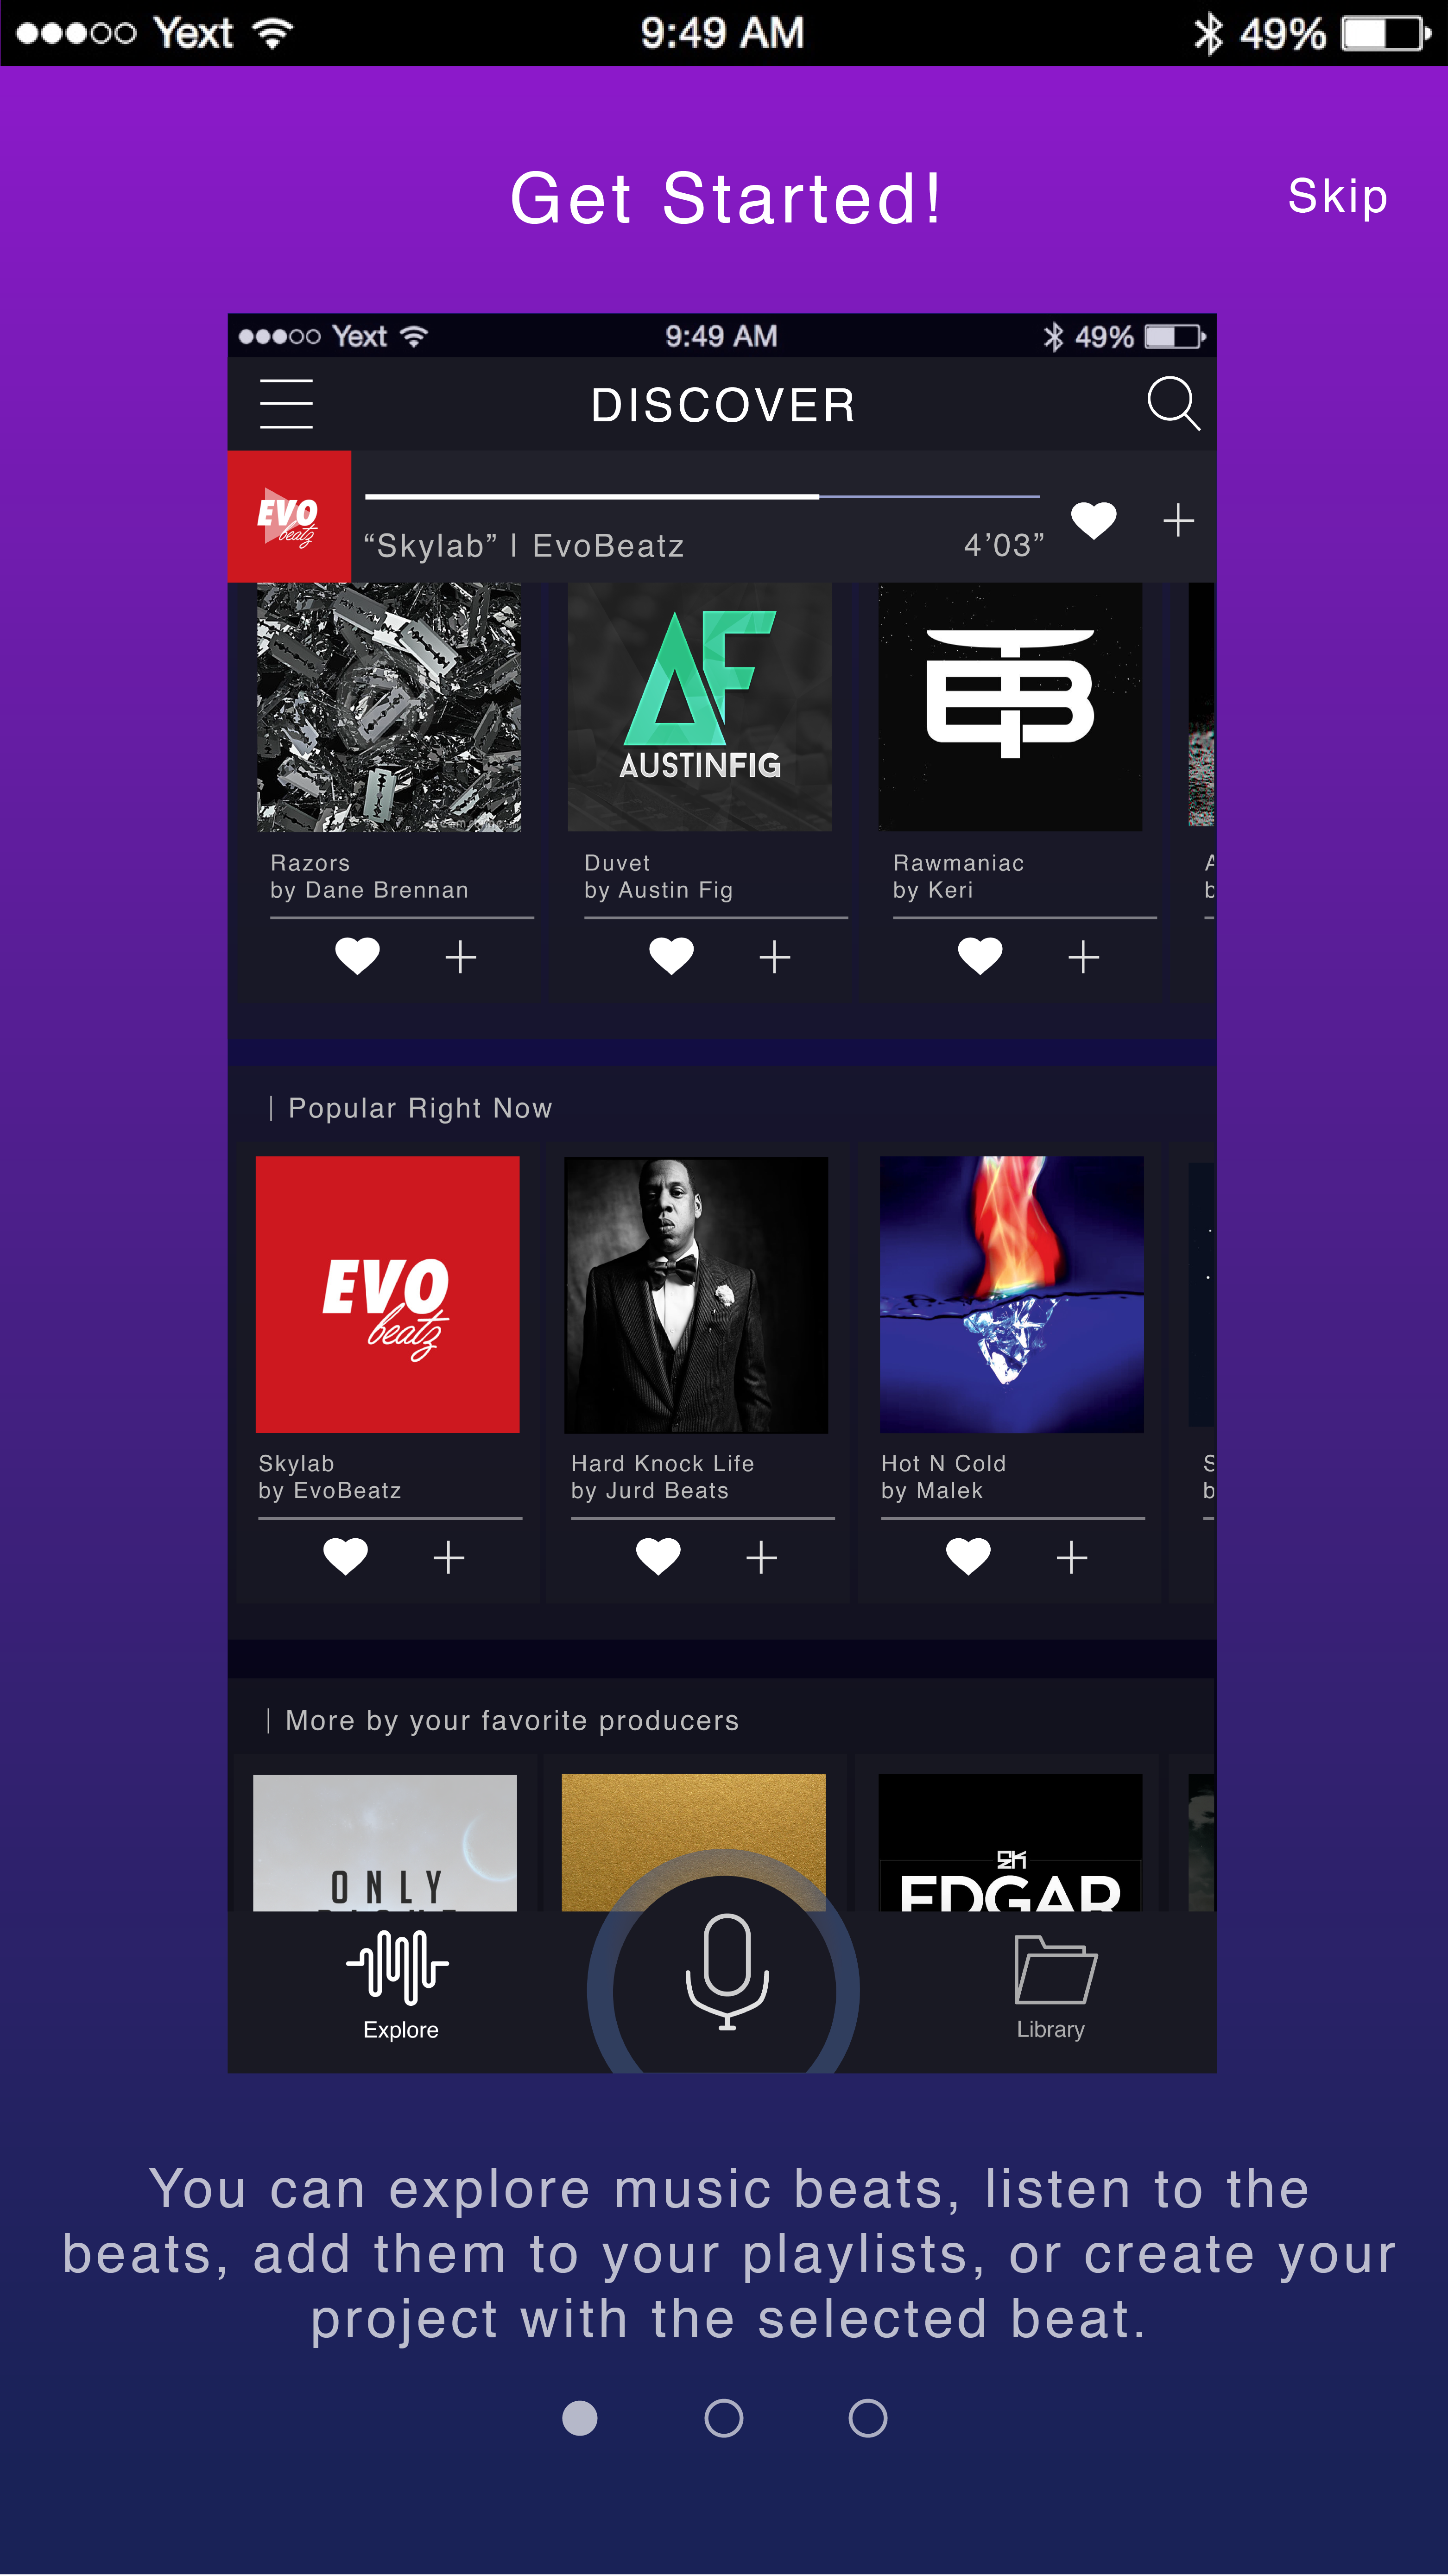 Yext 9:49 AM 49%
Get Started!
Skip
Yext 9:49 AM 49%
DISCOVER
EVO
beatz
“Skylab” | EvoBeatz 4’03”
AF
AUSTINFIG
Razors
by Dane Brennan
Duvet
by Austin Fig
Rawmaniac
by Keri
| Popular Right Now
EVO
beatz
Skylab
by EvoBeatz
Hard Knock Life
by Jurd Beats
Hot N Cold
by Malek
| More by your favorite producers
ONLY
EDGAR
Explore
Library
You can explore music beats, listen to the
beats, add them to your playlists, or create your
project with the selected beat.